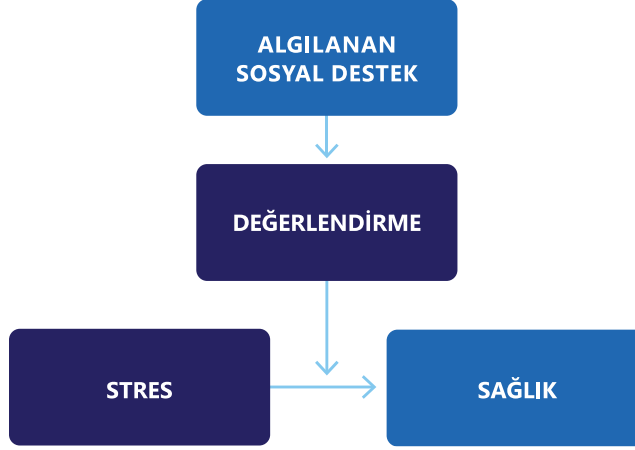 ALGILANAN
SOSYAL DESTEK
DEĞERLENDİRME
STRES
SAĞLIK